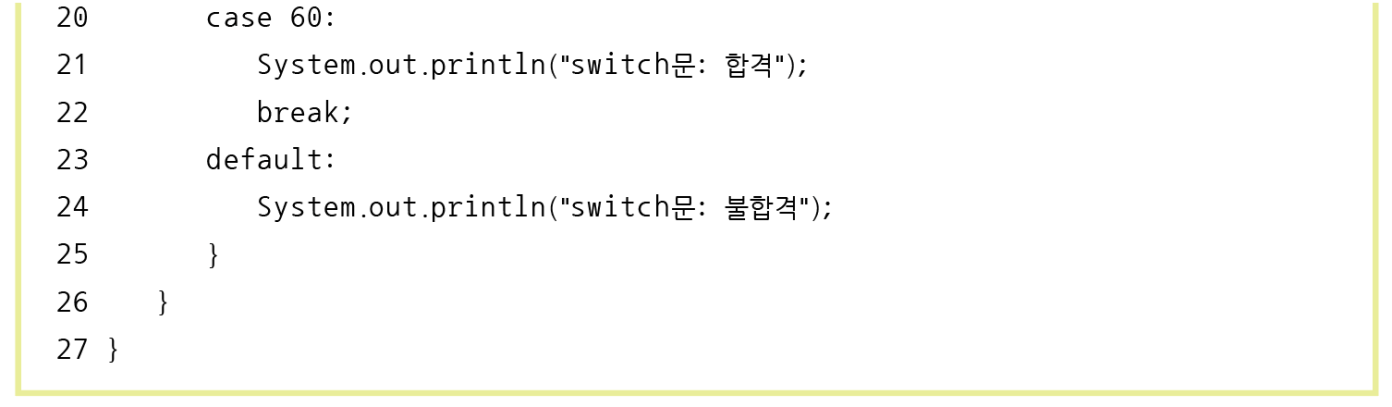 20       case 60:
21          System.out.println("switch문: 합격");
22          break;
23       default:
24          System.out.println("switch문: 불합격");
25       }
26    }
27 }